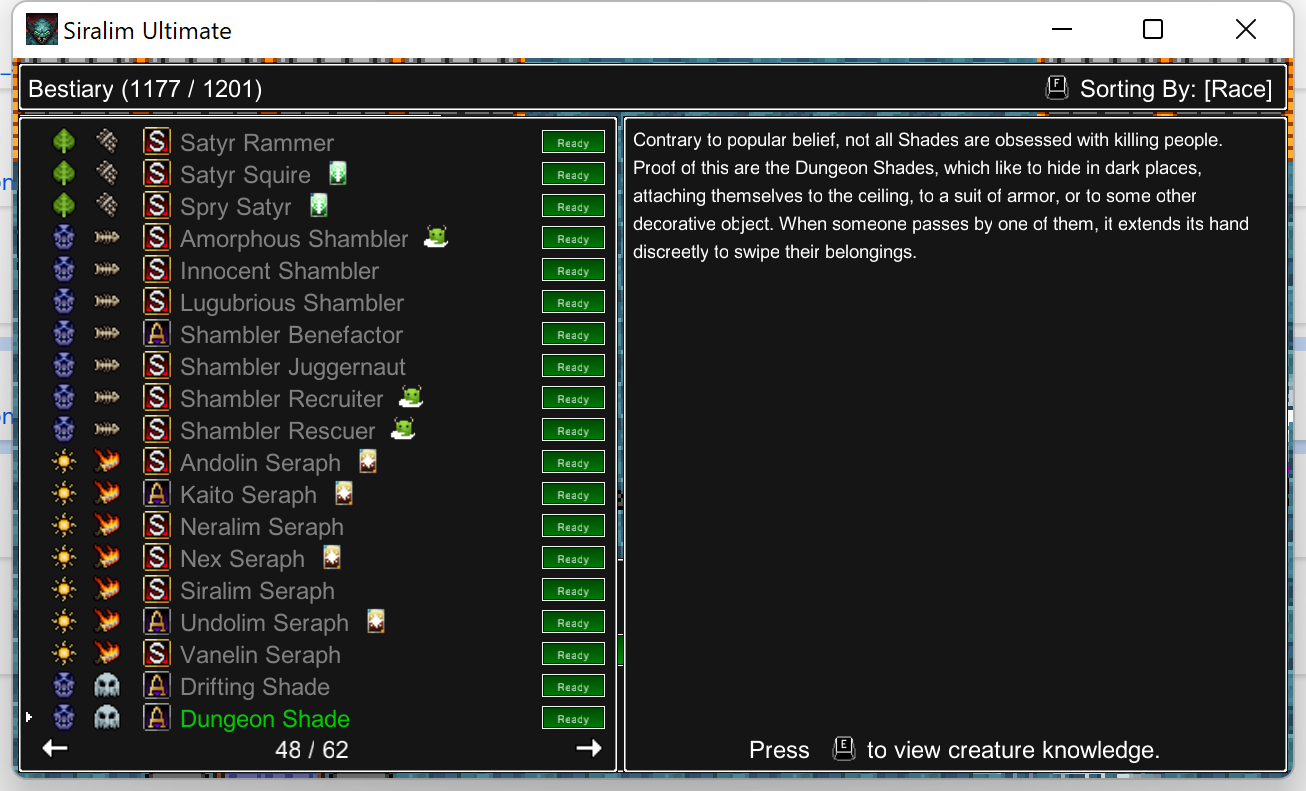 Siralim Ultimate
Bestiary (1177 / 1201)
F Sorting By: [Race]
S Satyr Rammer Ready
S Satyr Squire Ready
S Spry Satyr Ready
S Amorphous Shambler Ready
S Innocent Shambler Ready
S Lugubrious Shambler Ready
A Shambler Benefactor Ready
S Shambler Juggernaut Ready
S Shambler Recruiter Ready
S Shambler Rescuer Ready
S Andolin Seraph Ready
A Kaito Seraph Ready
S Neralim Seraph Ready
S Nex Seraph Ready
S Siralim Seraph Ready
A Undolim Seraph Ready
S Vanelin Seraph Ready
A Drifting Shade Ready
A Dungeon Shade Ready
48 / 62
Contrary to popular belief, not all Shades are obsessed with killing people.
Proof of this are the Dungeon Shades, which like to hide in dark places,
attaching themselves to the ceiling, to a suit of armor, or to some other
decorative object. When someone passes by one of them, it extends its hand
discreetly to swipe their belongings.
Press E to view creature knowledge.